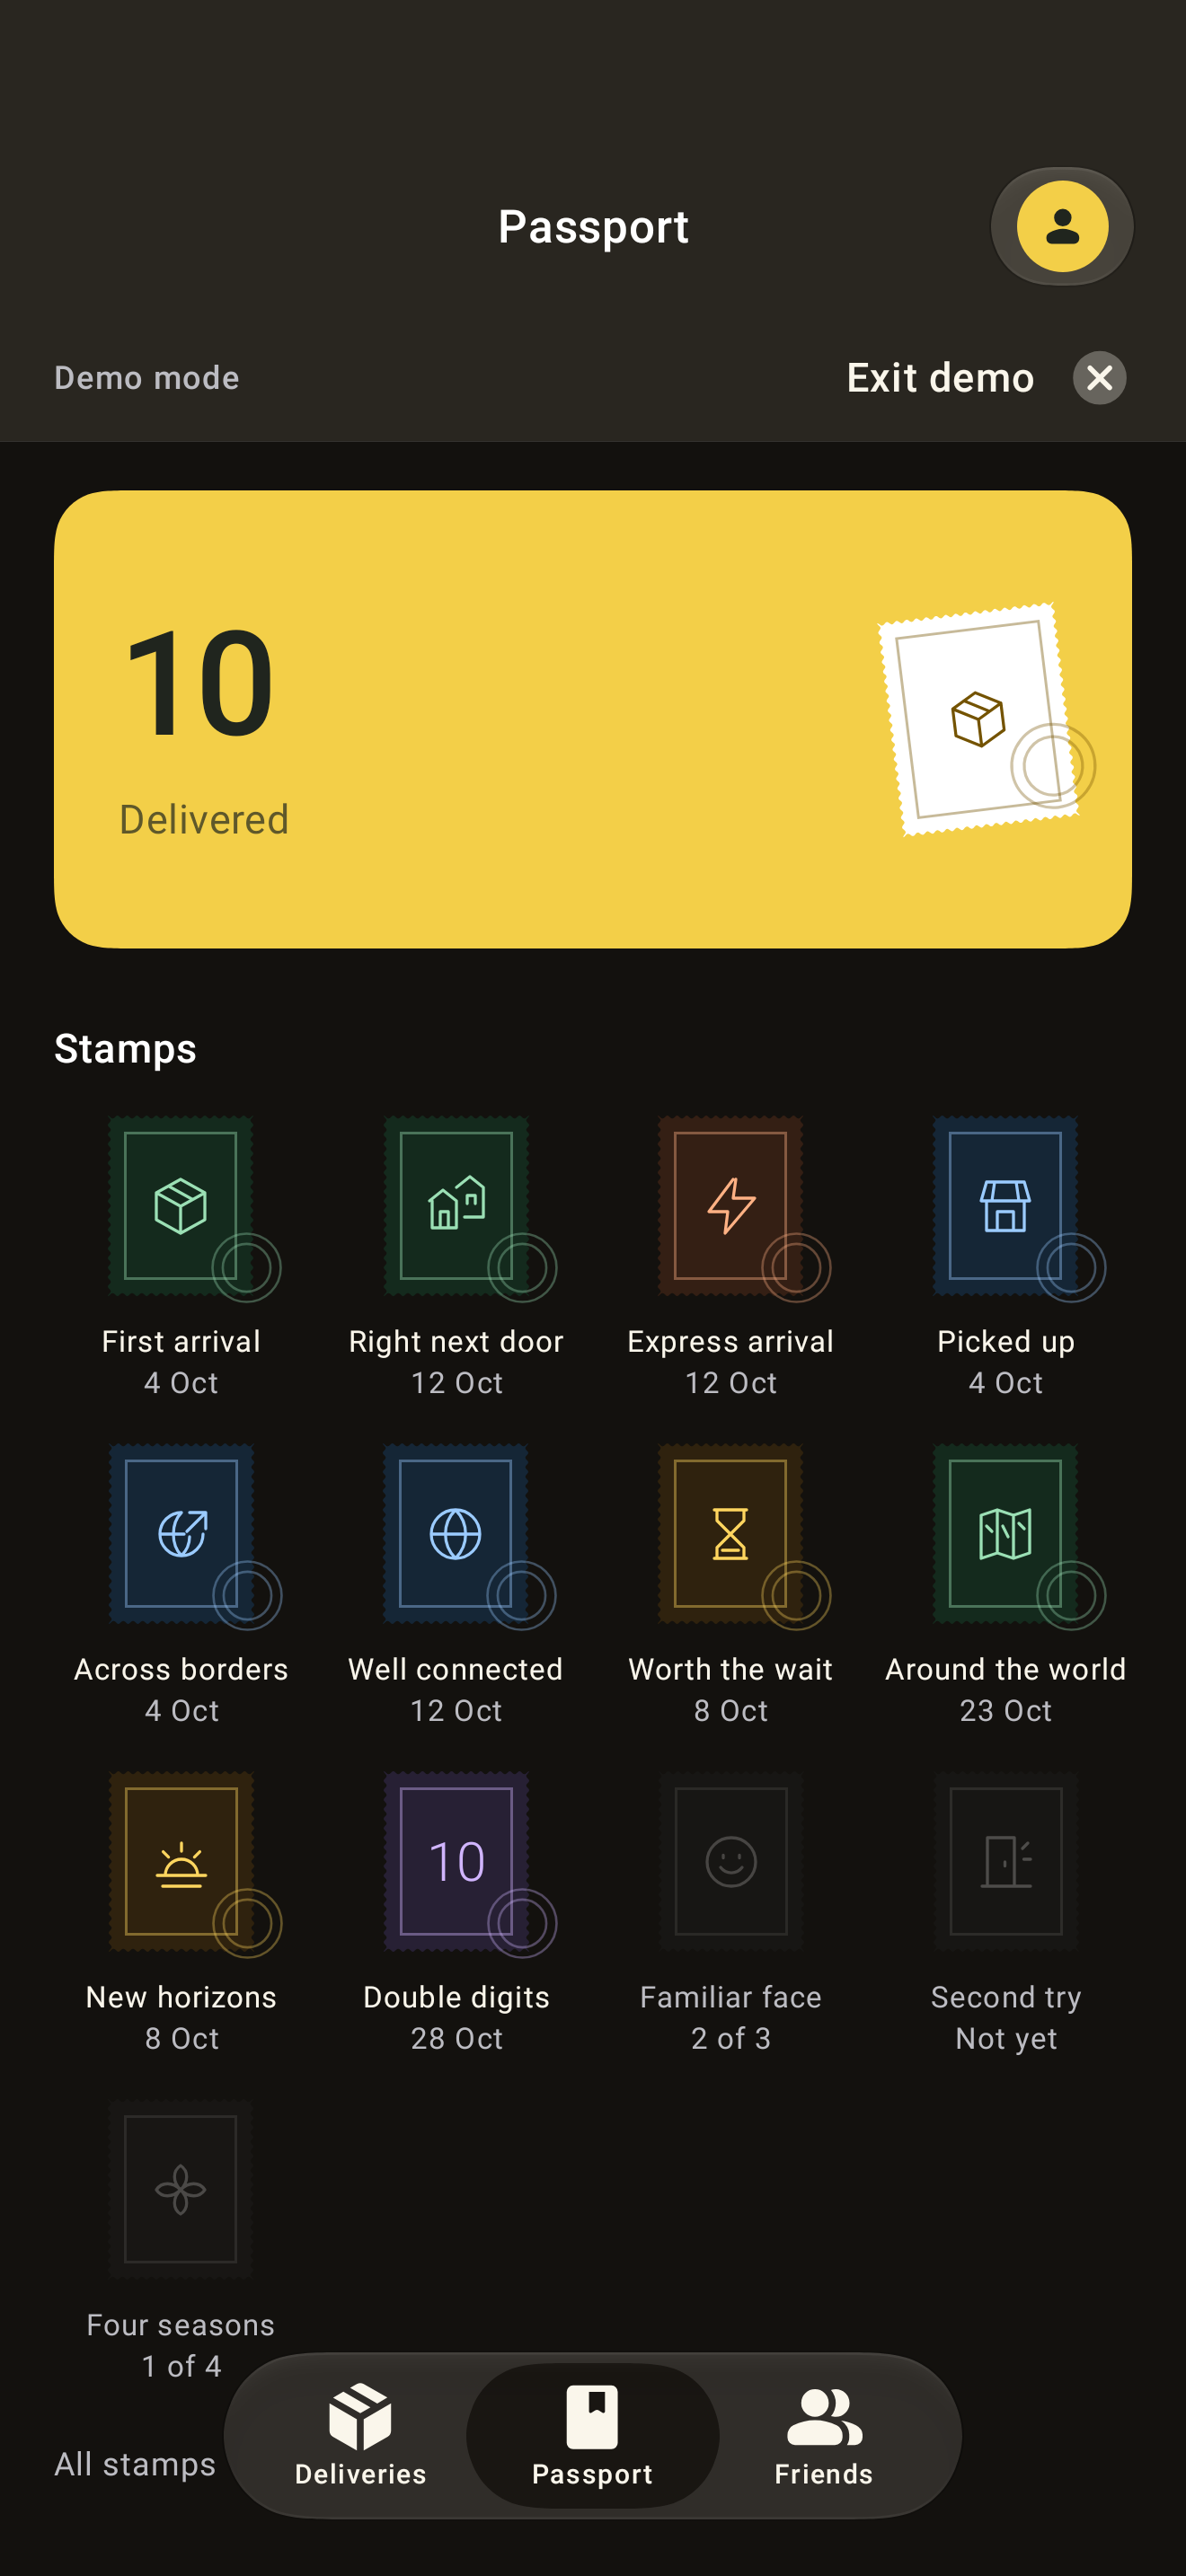 Passport
Demo mode
Exit demo
10
Delivered
Stamps
First arrival
4 Oct
Right next door
12 Oct
Express arrival
12 Oct
Picked up
4 Oct
Across borders
4 Oct
Well connected
12 Oct
Worth the wait
8 Oct
Around the world
23 Oct
New horizons
8 Oct
10
Double digits
28 Oct
Familiar face
2 of 3
Second try
Not yet
Four seasons
1 of 4
All stamps
Deliveries
Passport
Friends